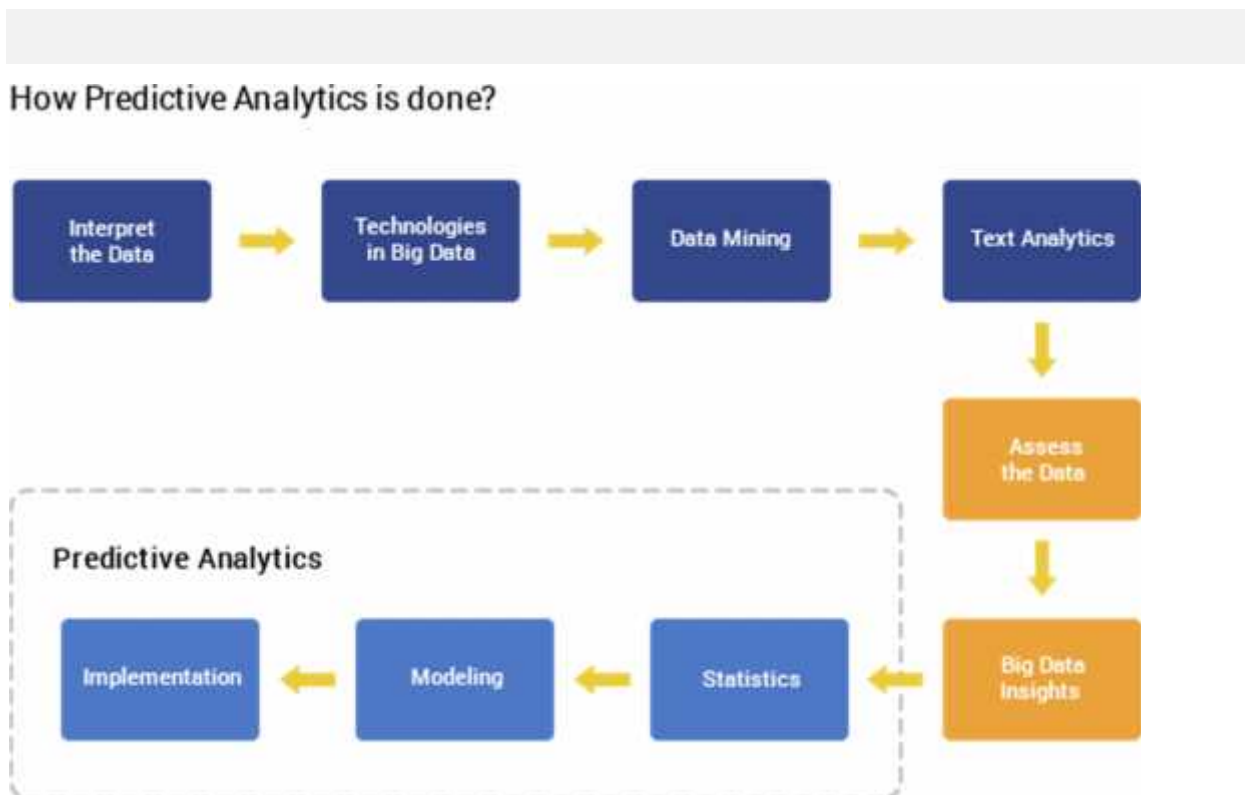 How Predictive Analytics is done?
Interpret
the Data
Technologies
in Big Data
Data Mining
Text Analytics
Assess
the Data
Big Data
Insights
Predictive Analytics
Statistics
Modeling
Implementation